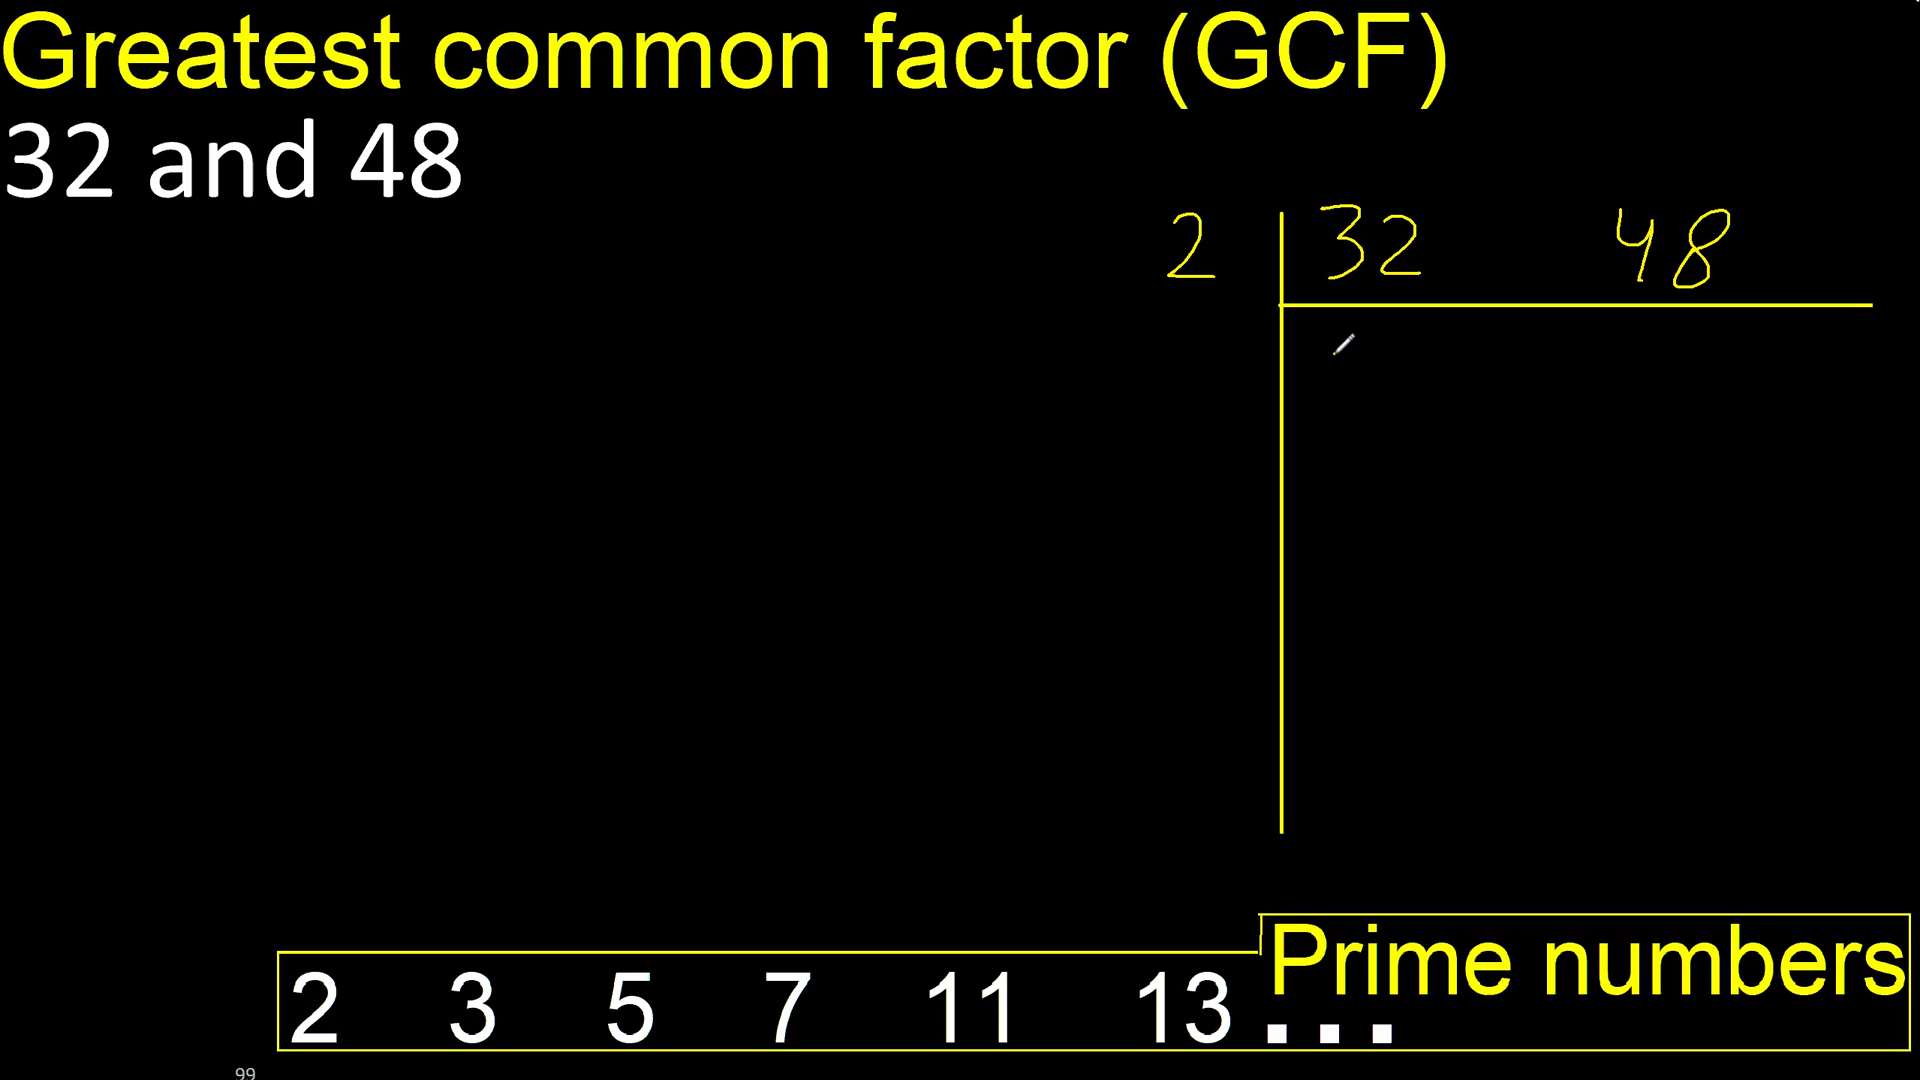 Greatest common factor (GCF)
32 and 48
2 32 48
Prime numbers
2 3 5 7 11 13 ...
99